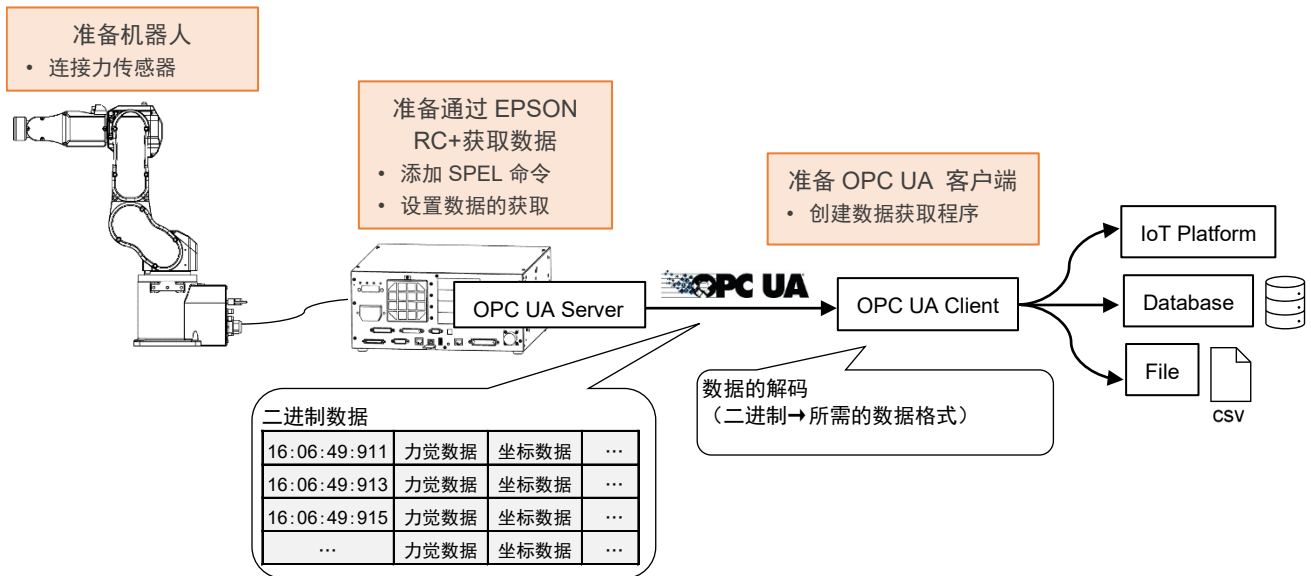 准备机器人
• 连接力传感器
准备通过 EPSON
RC+获取数据
• 添加 SPEL 命令
• 设置数据的获取
准备 OPC UA 客户端
• 创建数据获取程序
OPC UA Server
OPC UA
OPC UA Client
IoT Platform
Database
File
CSV
二进制数据
16:06:49:911 力觉数据 坐标数据 …
16:06:49:913 力觉数据 坐标数据 …
16:06:49:915 力觉数据 坐标数据 …
… 力觉数据 坐标数据 …
数据的解码
（二进制→所需的数据格式）